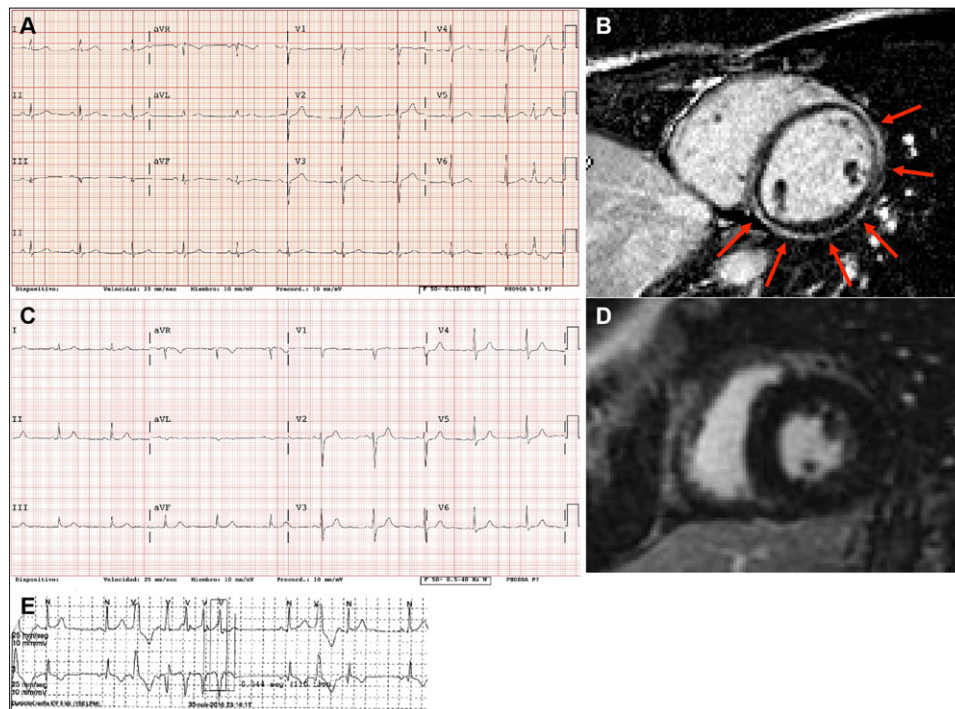 A
I aVR V1 V4
II aVL V2 V5
III aVF V3 V6
II
Dispositivo: Velocidad: 25 mm/sec Miembro: 10 mm/mV Precord.: 10 mm/mV F 50- 0.15-40 Hz PH090A b L P?
B
C
I aVR V1 V4
II aVL V2 V5
III aVF V3 V6
Dispositivo: Velocidad: 25 mm/sec Miembro: 10 mm/mV Precord.: 10 mm/mV F 50- 0.5-40 Hz W P?
D
E
N N V V V V V N V N N
25 mm/seg
10 mm/mV
25 mm/seg
10 mm/mV